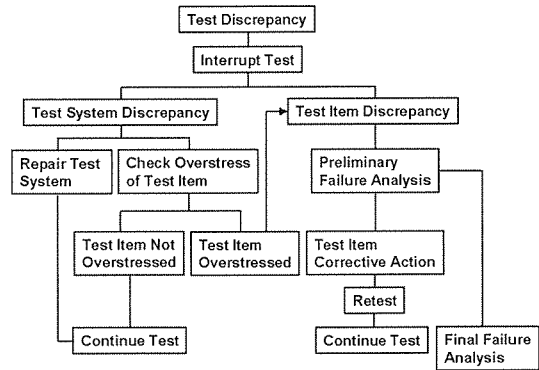 Test Discrepancy
Interrupt Test
Test System Discrepancy
Test Item Discrepancy
Repair Test
System
Check Overstress
of Test Item
Preliminary
Failure Analysis
Test Item Not
Overstressed
Test Item
Overstressed
Test Item
Corrective Action
Retest
Continue Test
Continue Test
Final Failure
Analysis